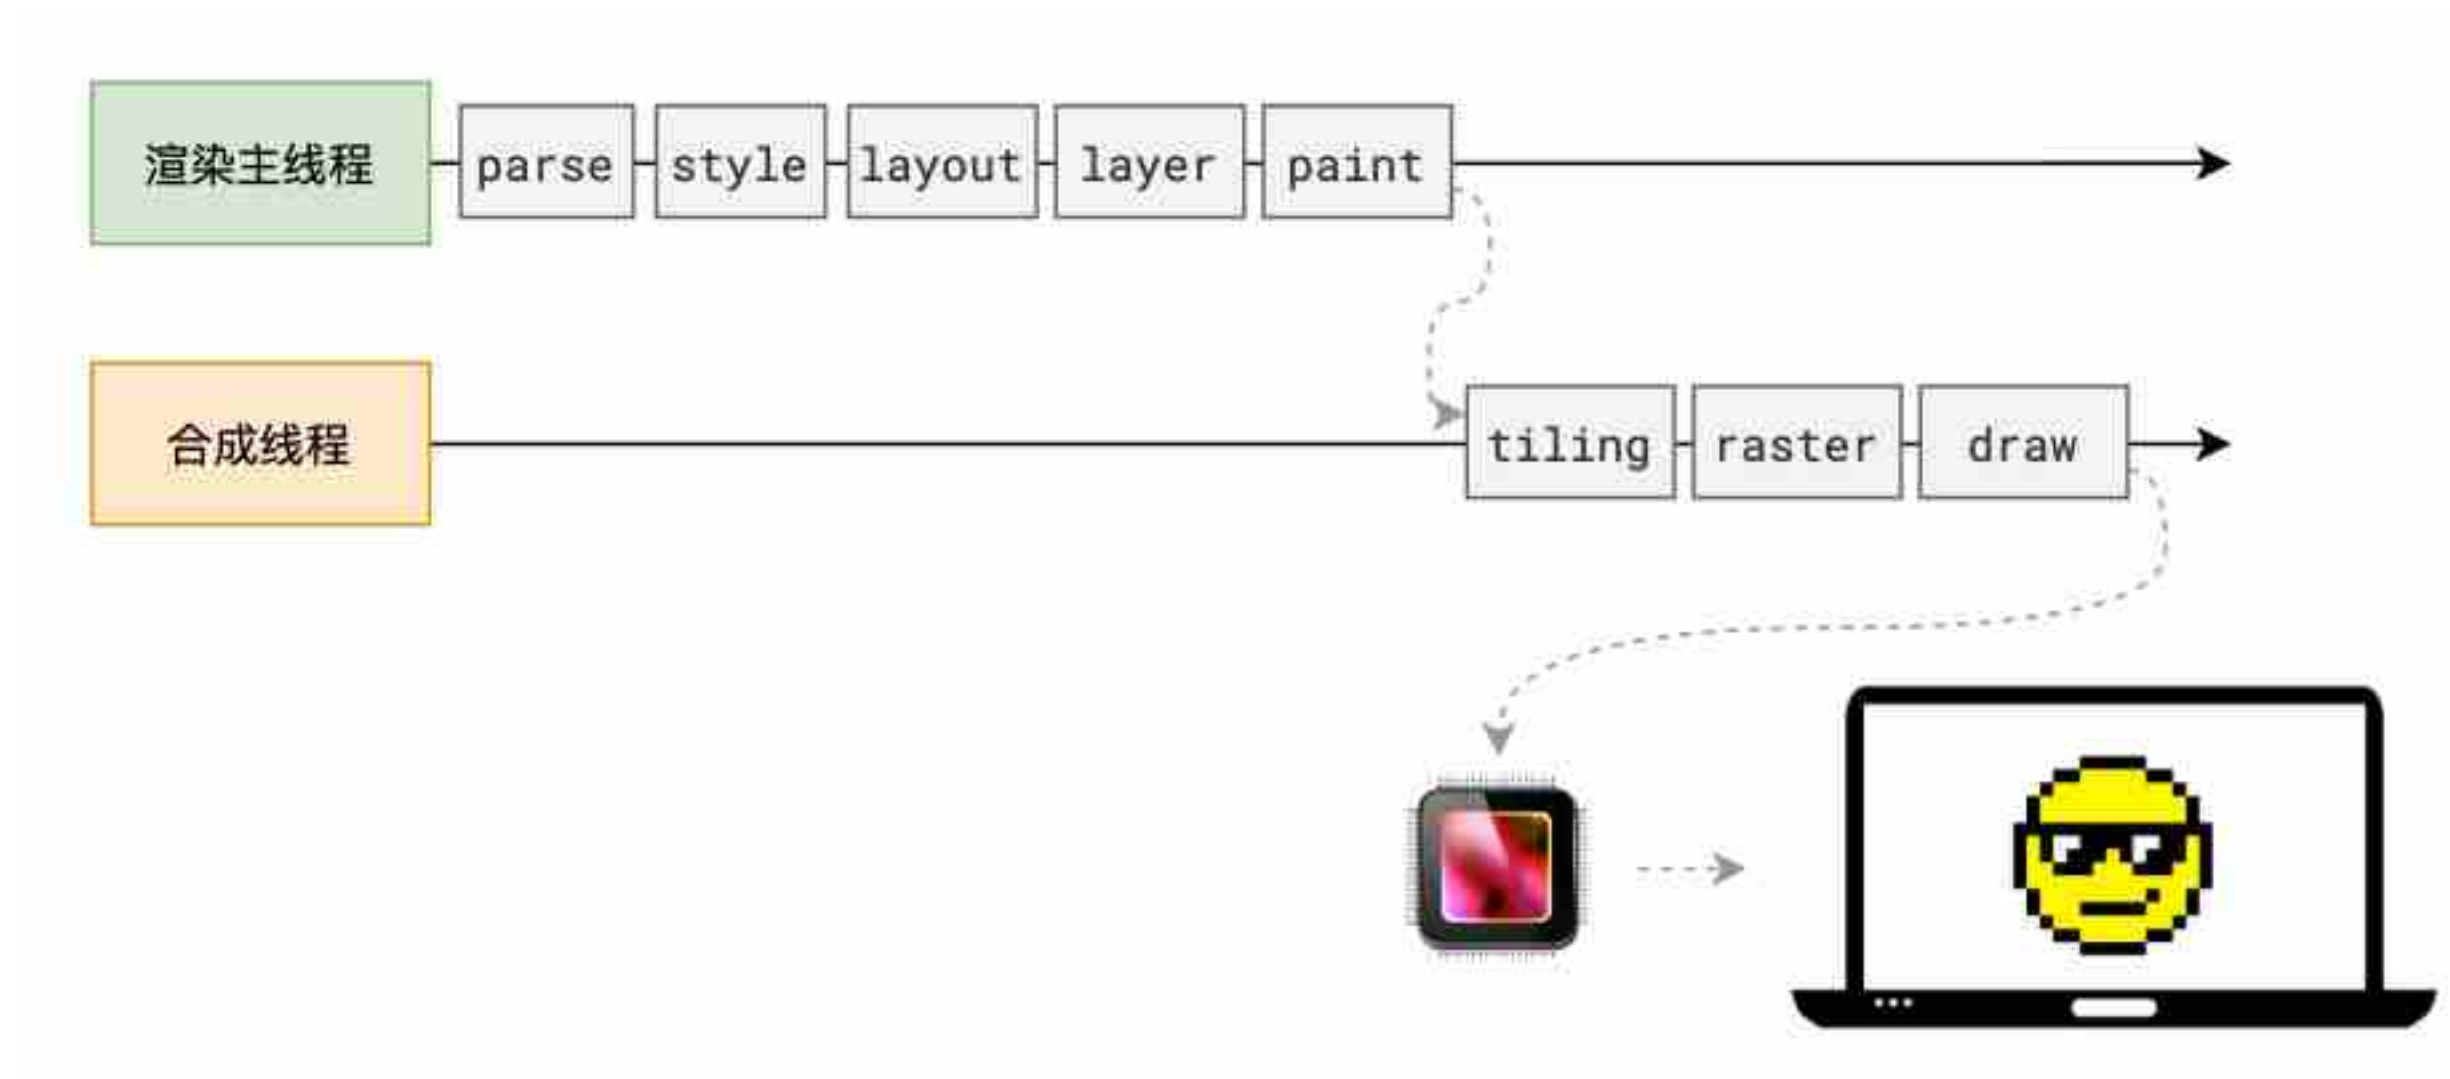 渲染主线程
parse
style
layout
layer
paint
合成线程
tiling
raster
draw